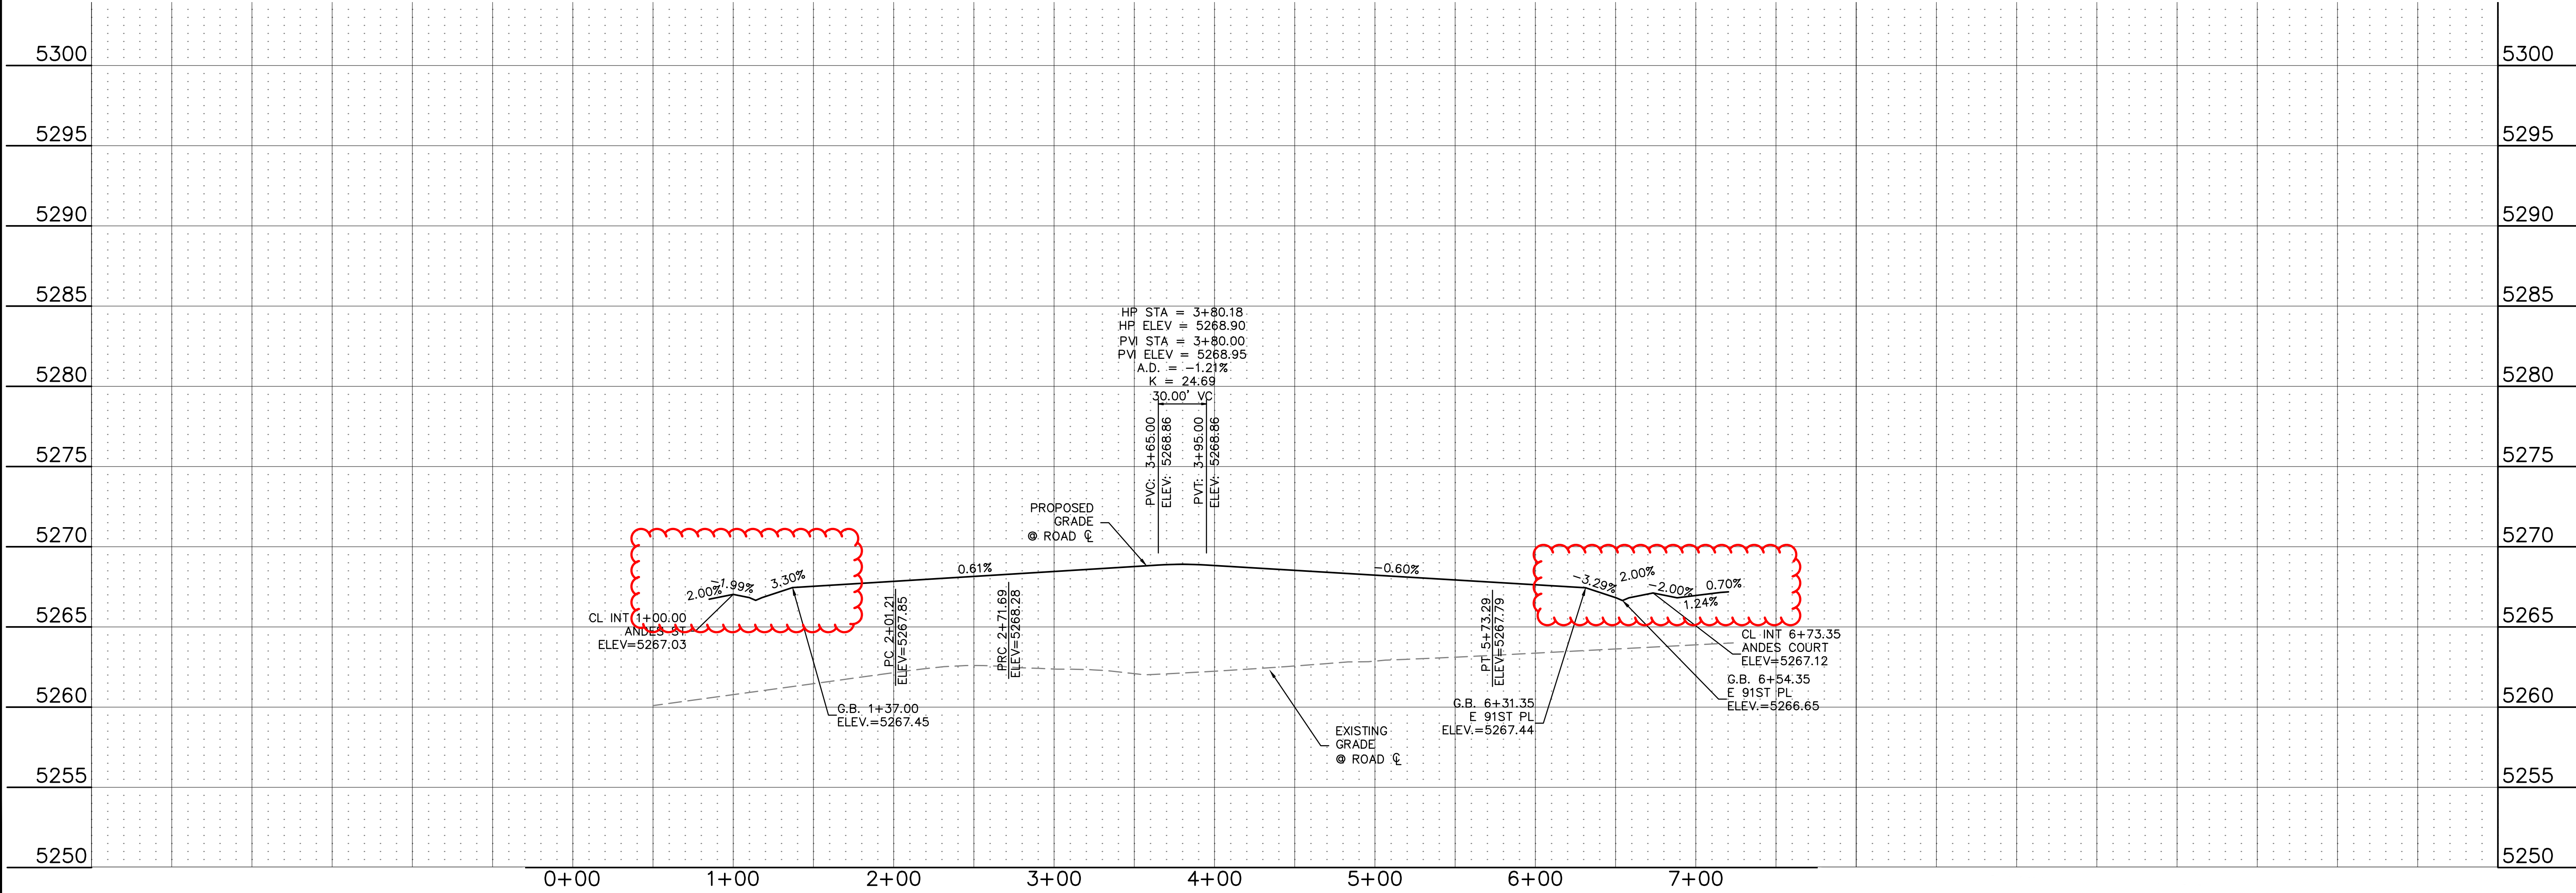 5300
5300
5295
5295
5290
5290
5285
5285
HP STA = 3+80.18
HP ELEV = 5268.90
PVI STA = 3+80.00
PVI ELEV = 5268.95
A.D. = -1.21%
K = 24.69
30.00' VC
5280
5280
PVC: 3+65.00
ELEV: 5268.86
PVT: 3+95.00
ELEV: 5268.86
5275
5275
PROPOSED
GRADE
@ ROAD ℄
5270
5270
2.00%
-1.99%
3.30%
0.61%
-0.60%
-3.29%
2.00%
-2.00%
0.70%
1.24%
5265
5265
CL INT 1+00.00
ANDES ST
ELEV=5267.03
PC 2+01.21
ELEV=5267.85
PRC 2+71.69
ELEV=5268.28
PT 5+73.29
ELEV=5267.79
CL INT 6+73.35
ANDES COURT
ELEV=5267.12
G.B. 6+54.35
E 91ST PL
ELEV.=5266.65
5260
5260
G.B. 1+37.00
ELEV.=5267.45
G.B. 6+31.35
E 91ST PL
ELEV.=5267.44
EXISTING
GRADE
@ ROAD ℄
5255
5255
5250
5250
0+00 1+00 2+00 3+00 4+00 5+00 6+00 7+00